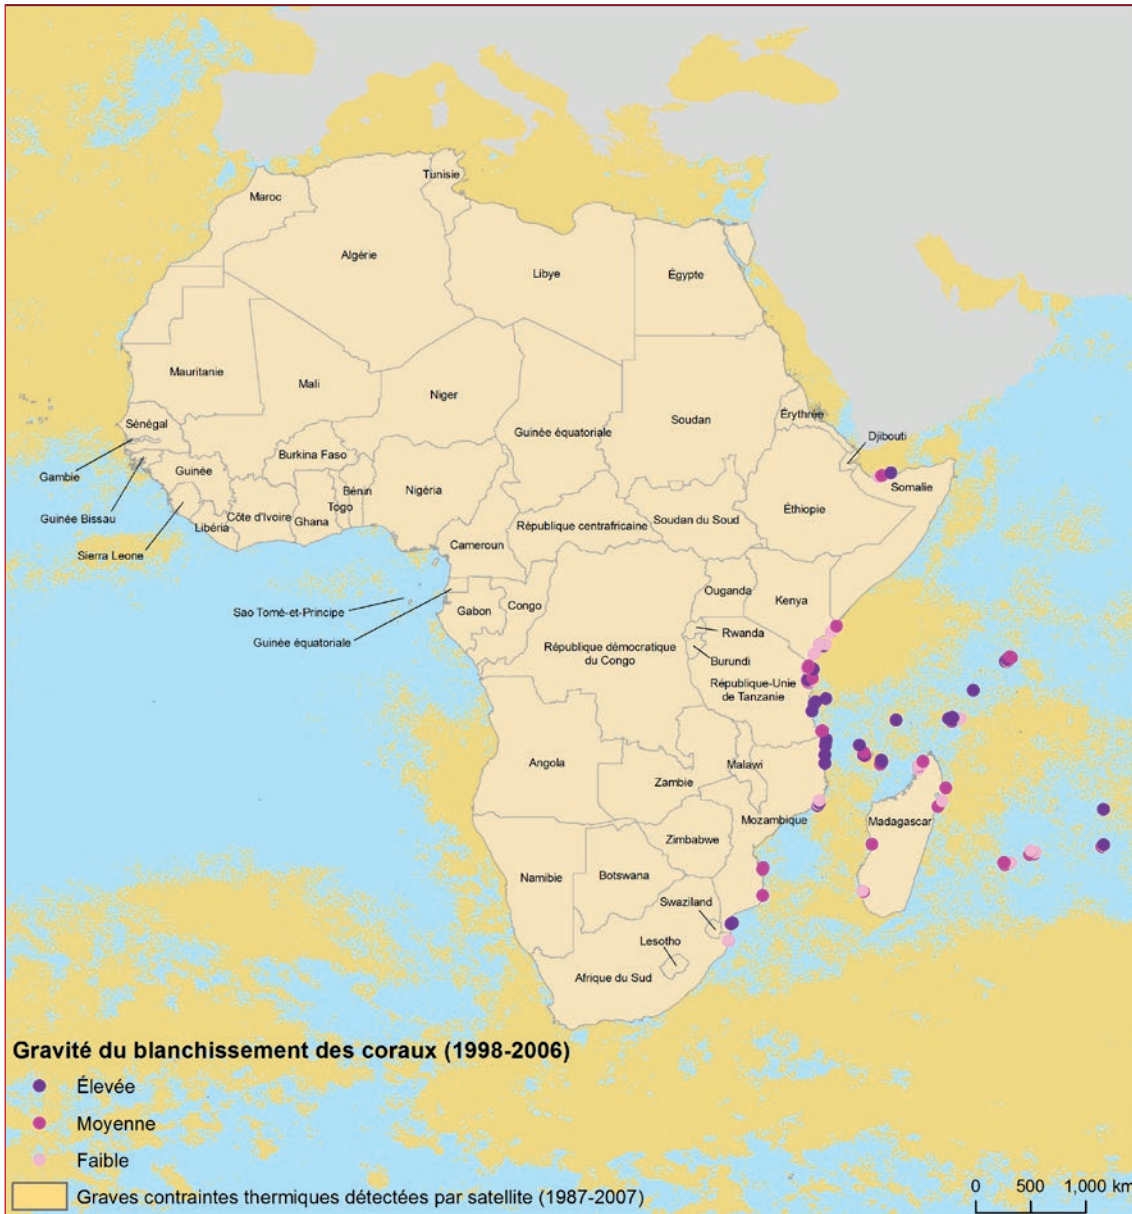 Tunisie
Maroc
Algérie
Libye
Égypte
Mauritanie
Mali
Niger
Soudan
Érythrée
Sénégal
Guinée équatoriale
Djibouti
Gambie
Guinée
Burkina Faso
Nigéria
Somalie
Guinée Bissau
Bénin
Togo
Côte d'Ivoire
Ghana
Libéria
Sierra Leone
République centrafricaine
Soudan du Soud
Éthiopie
Cameroun
Sao Tomé-et-Principe
Gabon
Congo
Ouganda
Kenya
Guinée équatoriale
Rwanda
République démocratique
du Congo
Burundi
République-Unie
de Tanzanie
Angola
Malawi
Zambie
Mozambique
Madagascar
Zimbabwe
Namibie
Botswana
Swaziland
Lesotho
Afrique du Sud
Gravité du blanchissement des coraux (1998-2006)
Élevée
Moyenne
Faible
Graves contraintes thermiques détectées par satellite (1987-2007)
0 500 1,000 km